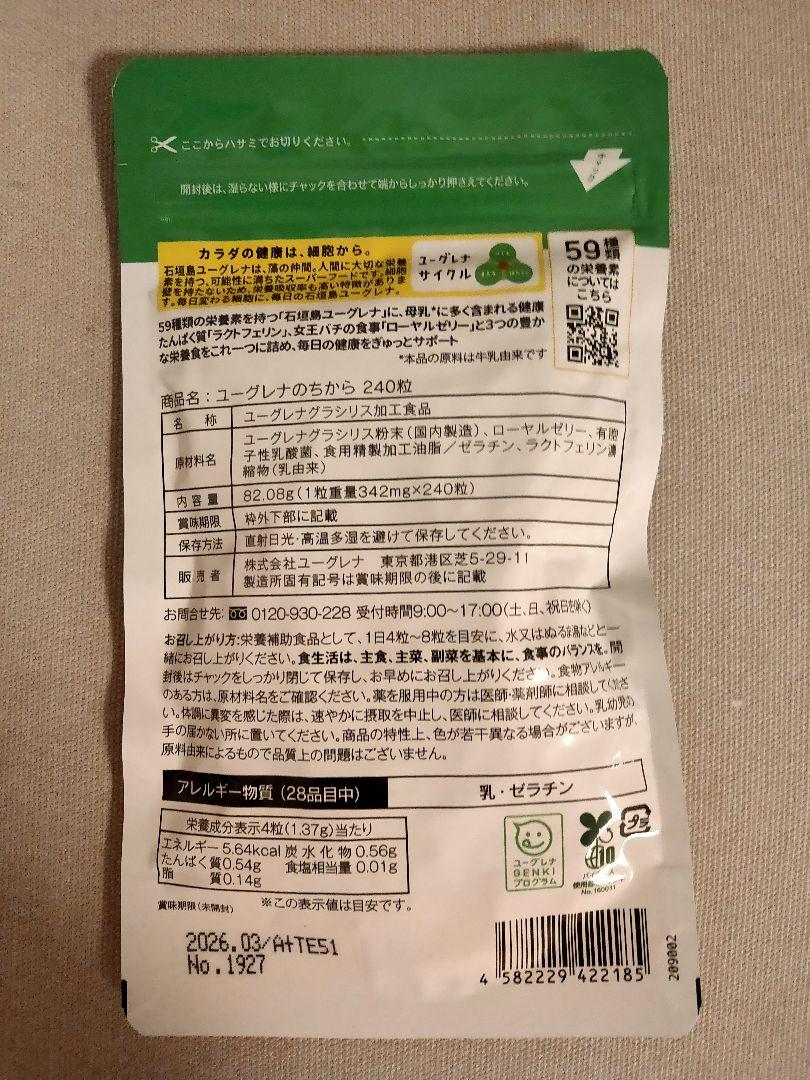 ここからハサミでお切りください。
開封後は、湿らない様にチャックを合わせて端からしっかり押さえてください。
カラダの健康は、細胞から。
石垣島ユーグレナは、藻の仲間。人間に大切な栄養
素を持つ、可能性に満ちたスーパーフードです。細胞
壁を持たないため、栄養吸収率も高い特徴がありま
す。毎日変わる細胞に、毎日の石垣島ユーグレナ。
ユーグレナ
サイクル
59種類
の栄養素
については
こちら
59種類の栄養素を持つ「石垣島ユーグレナ」に、母乳*に多く含まれる健康
たんぱく質「ラクトフェリン」、女王バチの食事「ローヤルゼリー」と3つの豊か
な栄養食をこれ一つに詰め、毎日の健康をぎゅっとサポート
*本品の原料は牛乳由来です
商品名：ユーグレナのちから 240粒
名称 ユーグレナグラシリス加工食品
原材料名 ユーグレナグラシリス粉末（国内製造）、ローヤルゼリー、有胞
子性乳酸菌、食用精製加工油脂／ゼラチン、ラクトフェリン濃
縮物（乳由来）
内容量 82.08g（1粒重量342mg×240粒）
賞味期限 枠外下部に記載
保存方法 直射日光・高温多湿を避けて保存してください。
販売者 株式会社ユーグレナ 東京都港区芝5-29-11
製造所固有記号は賞味期限の後に記載
お問合せ先: 0120-930-228 受付時間9:00〜17:00（土、日、祝日を除く）
お召し上がり方:栄養補助食品として、1日4粒〜8粒を目安に、水又はぬるま湯などと一
緒にお召し上がりください。食生活は、主食、主菜、副菜を基本に、食事のバランスを。開
封後はチャックをしっかり閉じて保存し、お早めにお召し上がりください。食物アレルギー
のある方は、原材料名をご確認ください。薬を服用中の方は医師・薬剤師に相談してくださ
い。体調に異変を感じた際は、速やかに摂取を中止し、医師に相談してください。乳幼児の
手の届かない所に置いてください。商品の特性上、色が若干異なる場合がございますが、
原料由来によるもので品質上の問題はございません。
アレルギー物質（28品目中） 乳・ゼラチン
栄養成分表示4粒（1.37g）当たり
エネルギー 5.64kcal 炭水化物 0.56g
たんぱく質 0.54g 食塩相当量 0.01g
脂質 0.14g
賞味期限（未開封） ※この表示値は目安です。
ユーグレナ
GENKI
プログラム
プラ
No.160011
2026.03/AtTE51
No.1927
4 582229 422185
209002